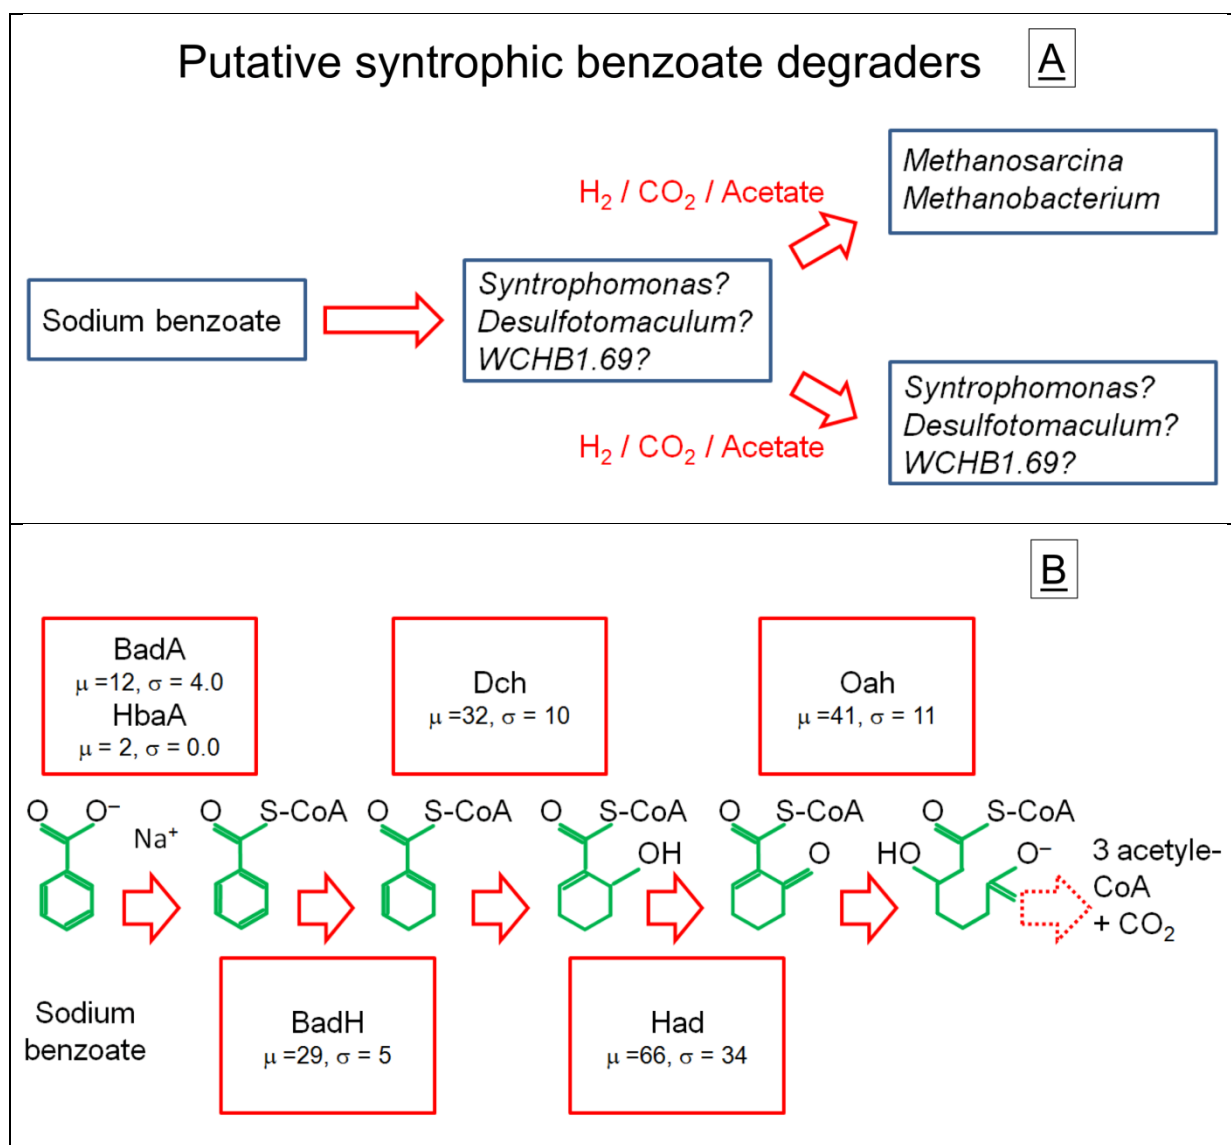 Putative syntrophic benzoate degraders
A
Sodium benzoate
Syntrophomonas?
Desulfotomaculum?
WCHB1.69?
H2 / CO2 / Acetate
Methanosarcina
Methanobacterium
H2 / CO2 / Acetate
Syntrophomonas?
Desulfotomaculum?
WCHB1.69?
B
BadA
μ =12, σ = 4.0
HbaA
μ = 2, σ = 0.0
Dch
μ =32, σ = 10
Oah
μ =41, σ = 11
O O− Na+
O S-CoA
O S-CoA
O S-CoA
OH
O S-CoA
O
O S-CoA
HO O−
3 acetyle-
CoA
+ CO2
Sodium
benzoate
BadH
μ =29, σ = 5
Had
μ =66, σ = 34